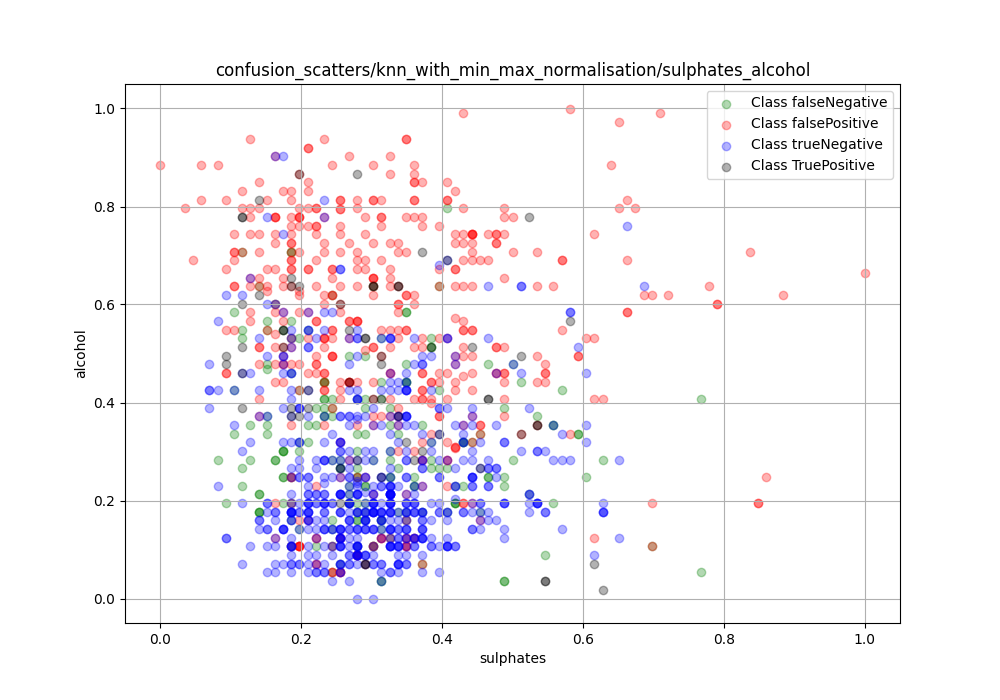 confusion_scatters/knn_with_min_max_normalisation/sulphates_alcohol
Class falseNegative
Class falsePositive
Class trueNegative
Class TruePositive
alcohol
1.0
0.8
0.6
0.4
0.2
0.0
0.0 0.2 0.4 0.6 0.8 1.0
sulphates